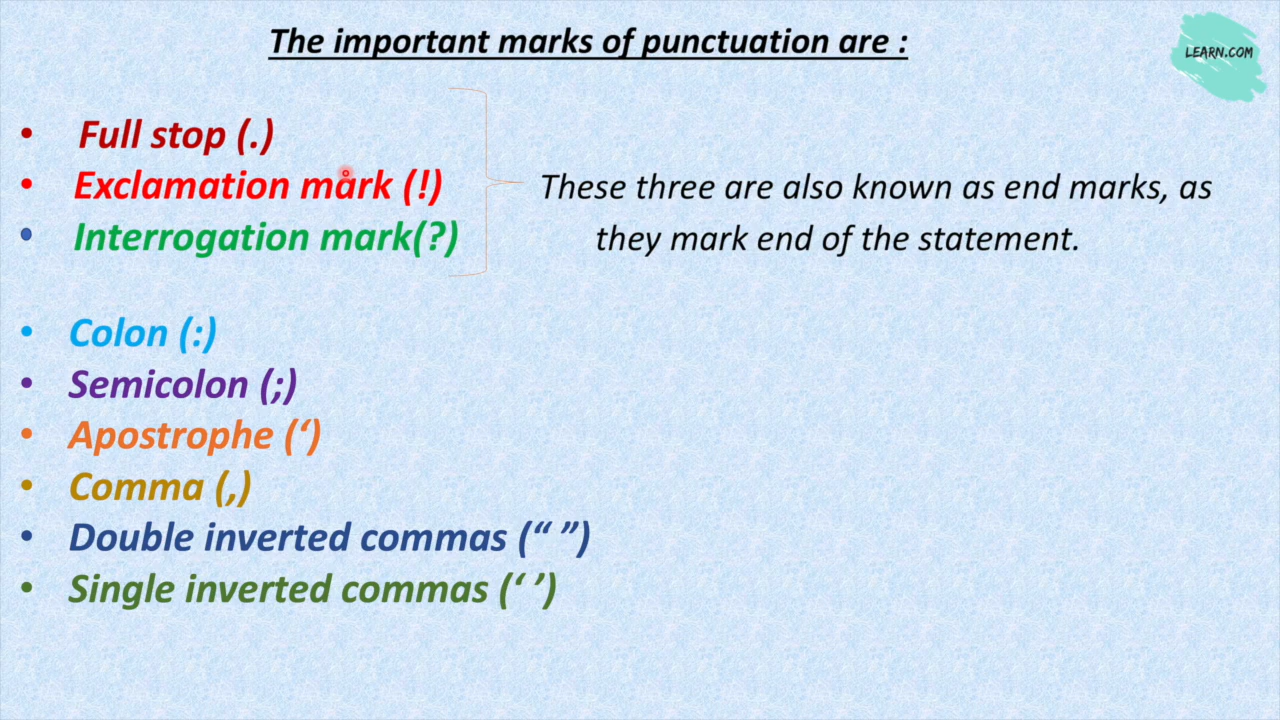 The important marks of punctuation are :
LEARN.COM
• Full stop (.)
• Exclamation mark (!)
• Interrogation mark(?)
These three are also known as end marks, as
they mark end of the statement.
• Colon (:)
• Semicolon (;)
• Apostrophe (‘)
• Comma (,)
• Double inverted commas (“ ”)
• Single inverted commas (‘ ’)